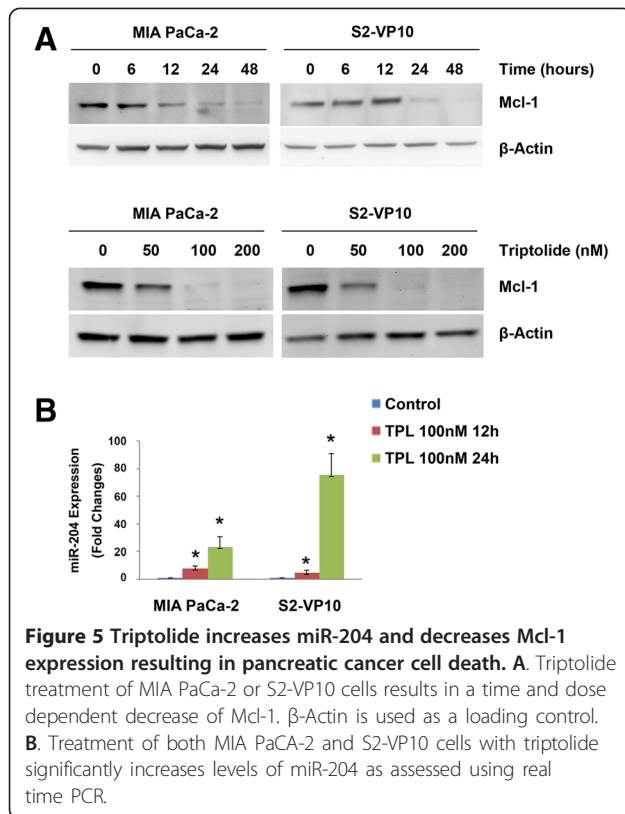 A
MIA PaCa-2 S2-VP10
0 6 12 24 48 0 6 12 24 48 Time (hours)
Mcl-1
β-Actin
MIA PaCa-2 S2-VP10
0 50 100 200 0 50 100 200 Triptolide (nM)
Mcl-1
β-Actin
B
Control
TPL 100nM 12h
TPL 100nM 24h
miR-204 Expression
(Fold Changes)
100
80
60
40
20
0
* * * *
MIA PaCa-2 S2-VP10
Figure 5 Triptolide increases miR-204 and decreases Mcl-1
expression resulting in pancreatic cancer cell death. A. Triptolide
treatment of MIA PaCa-2 or S2-VP10 cells results in a time and dose
dependent decrease of Mcl-1. β-Actin is used as a loading control.
B. Treatment of both MIA PaCA-2 and S2-VP10 cells with triptolide
significantly increases levels of miR-204 as assessed using real
time PCR.